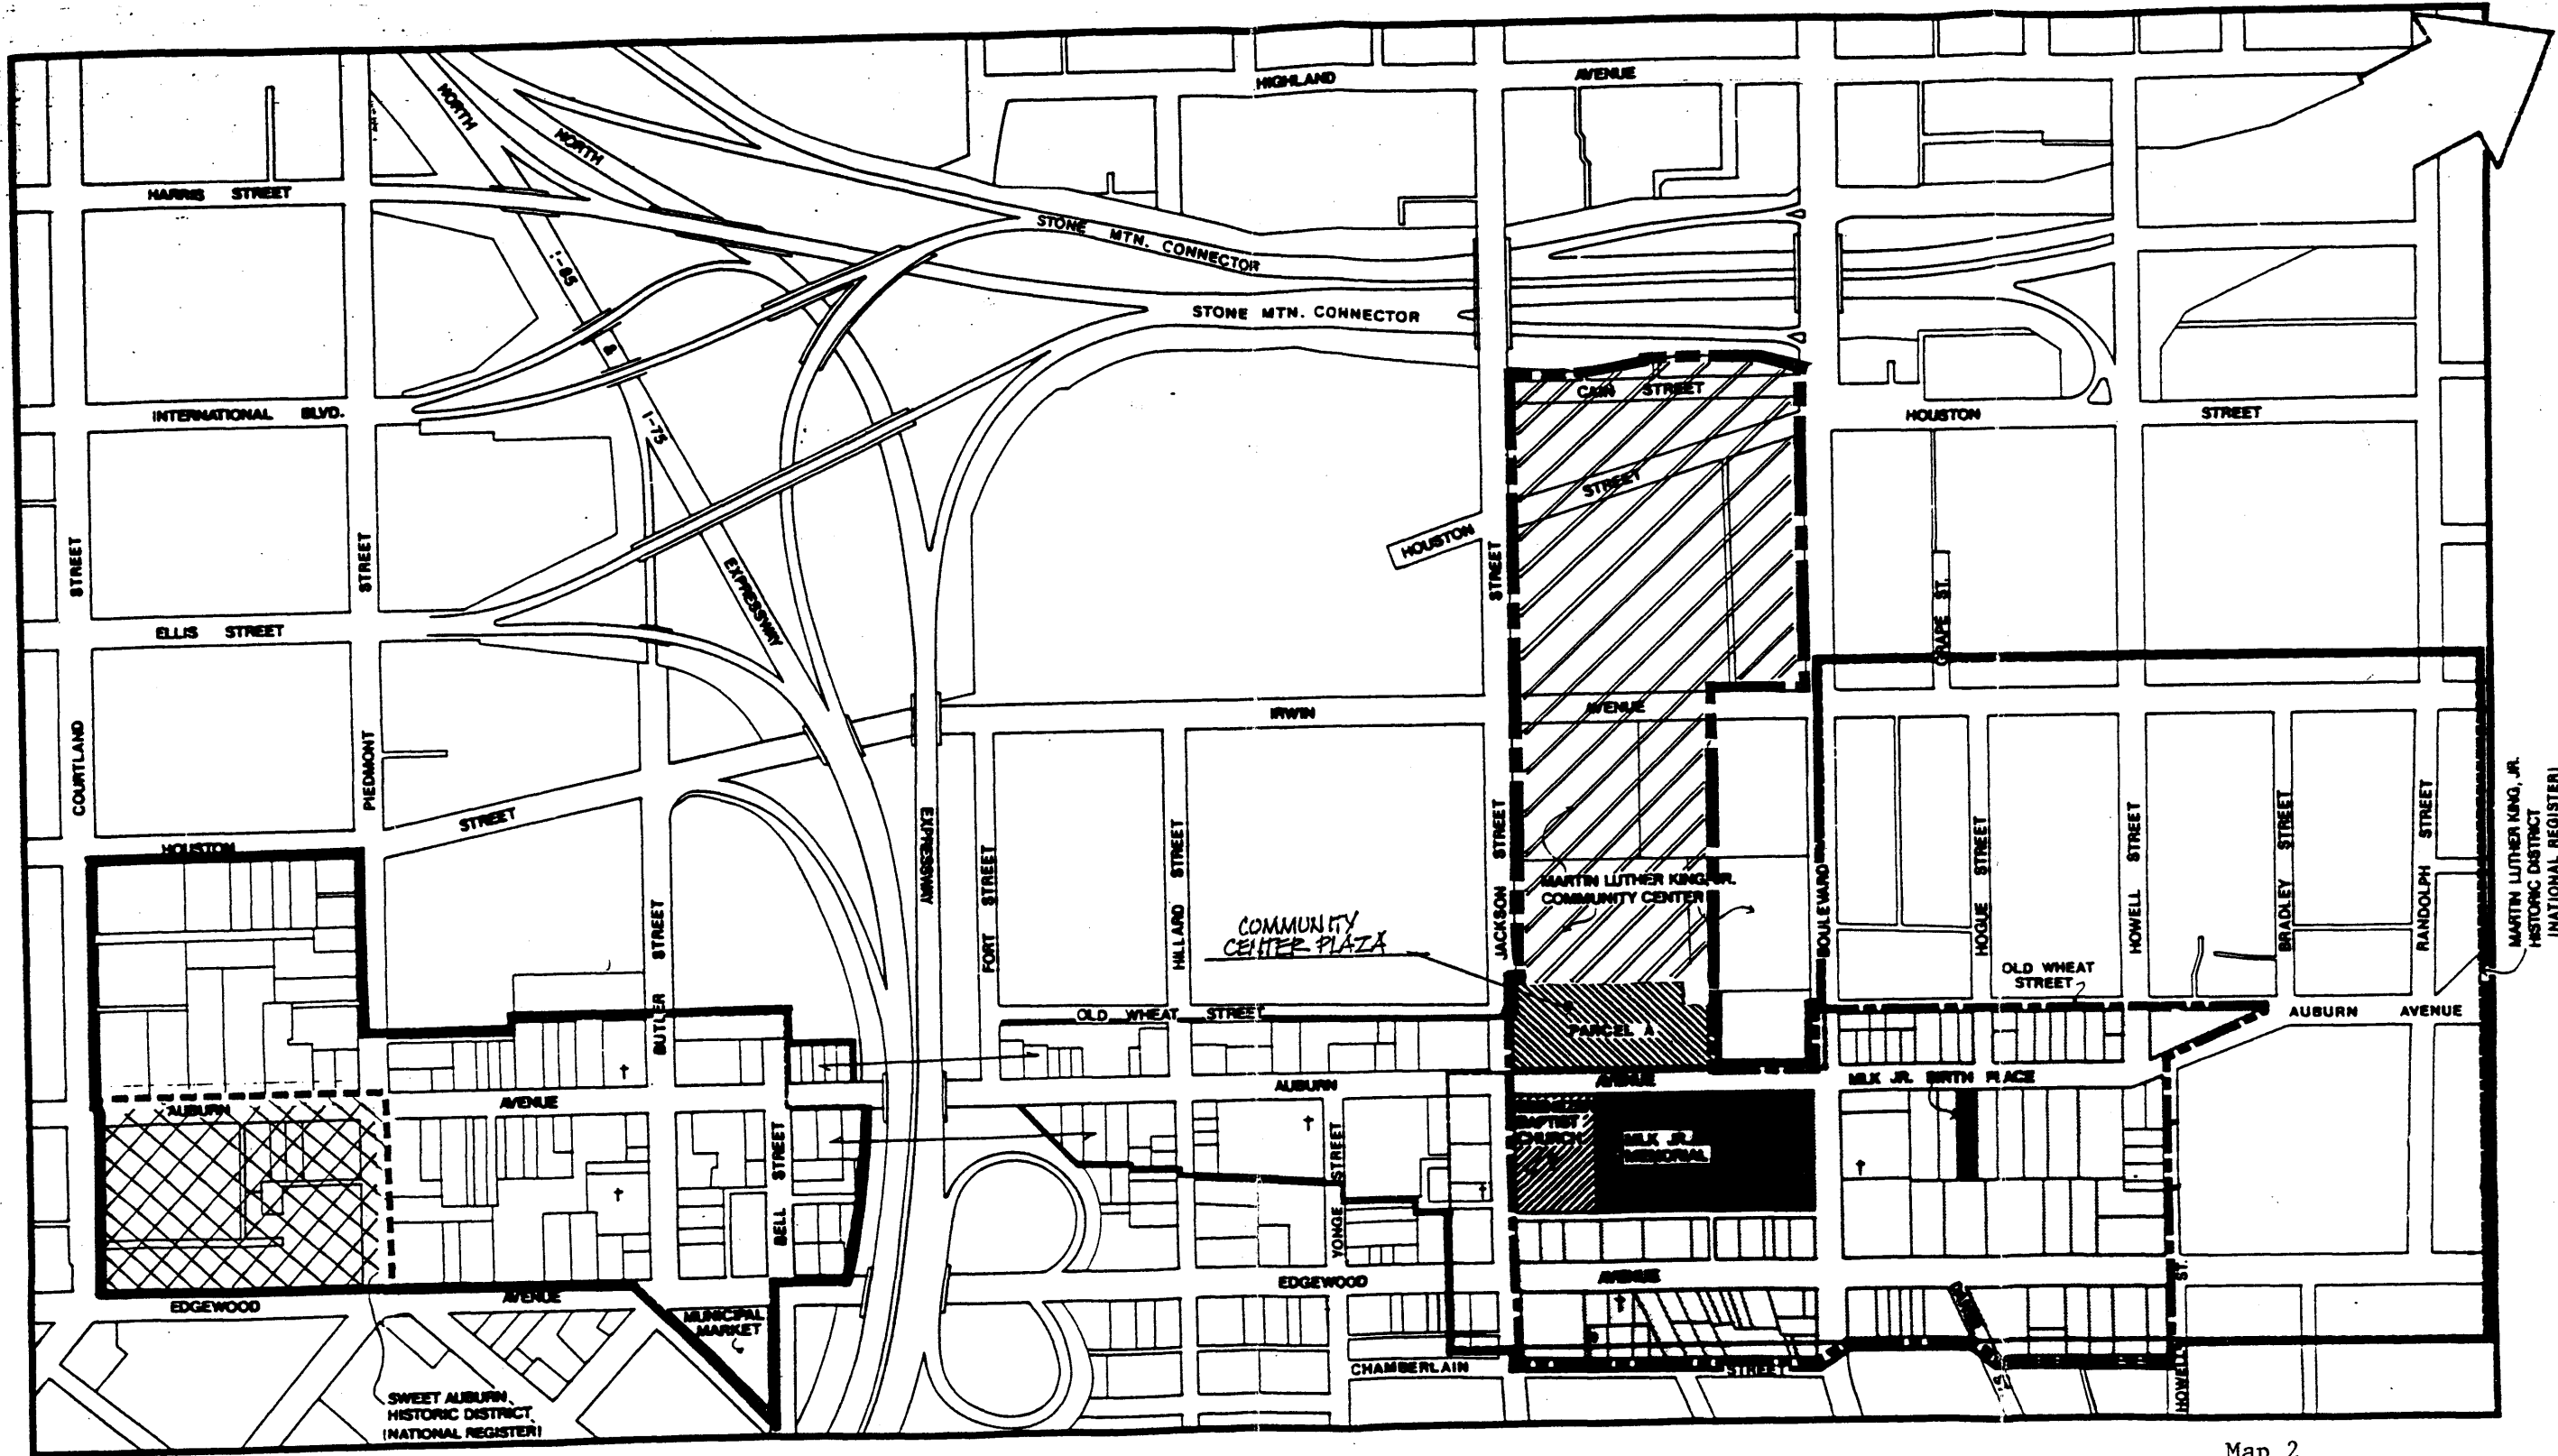 HIGHLAND AVENUE
NORTH
NORTH
HARRIS STREET
STONE MTN. CONNECTOR
I-85
&
I-75
EXPRESSWAY
STONE MTN. CONNECTOR
INTERNATIONAL BLVD.
CAIN STREET
HOUSTON STREET
STREET
HOUSTON
STREET
STREET
STREET
GRAPE ST.
ELLIS STREET
IRWIN AVENUE
COURTLAND
PIEDMONT
STREET
HOUSTON
EXPRESSWAY
BUTLER STREET
FORT STREET
HILLARD STREET
JACKSON STREET
BOULEVARD
HOGUE STREET
HOWELL STREET
BRADLEY STREET
RANDOLPH STREET
MARTIN LUTHER KING, JR.
HISTORIC DISTRICT
(NATIONAL REGISTER)
MARTIN LUTHER KING, JR.
COMMUNITY CENTER
COMMUNITY
CENTER PLAZA
OLD WHEAT
STREET
OLD WHEAT STREET
PARCEL A
AUBURN AVENUE
AUBURN AVENUE
AUBURN AVENUE
MLK JR. BIRTH PLACE
BAPTIST
CHURCH
MLK JR.
MEMORIAL
BELL STREET
YONGE STREET
EDGEWOOD AVENUE
EDGEWOOD AVENUE
MUNICIPAL
MARKET
CHAMBERLAIN STREET
HOWELL ST.
SWEET AUBURN
HISTORIC DISTRICT
(NATIONAL REGISTER)
Map 2